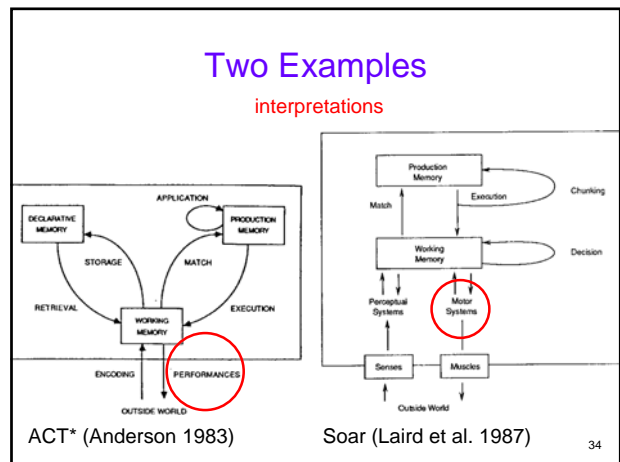 Two Examples
interpretations
APPLICATION
DECLARATIVE
MEMORY
PRODUCTION
MEMORY
STORAGE
MATCH
RETRIEVAL
EXECUTION
WORKING
MEMORY
ENCODING
PERFORMANCES
OUTSIDE WORLD
ACT* (Anderson 1983)
Production
Memory
Match
Execution
Chunking
Working
Memory
Decision
Perceptual
Systems
Motor
Systems
Senses
Muscles
Outside World
Soar (Laird et al. 1987)
34